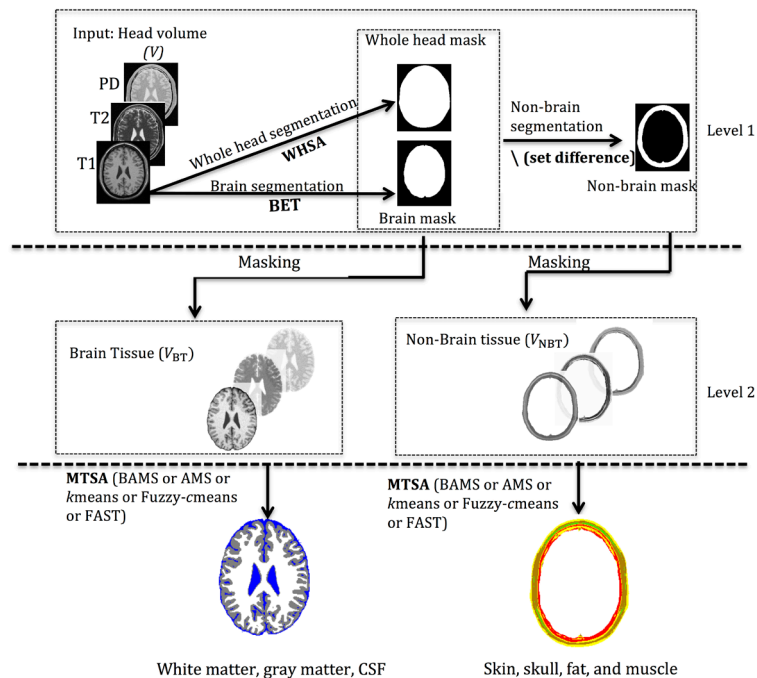 Input: Head volume
(V)
PD
T2
T1
Whole head segmentation
WHSA
Brain segmentation
BET
Whole head mask
Brain mask
Non-brain
segmentation
\ (set difference)
Non-brain mask
Level 1
Masking
Masking
Brain Tissue (VBT)
Non-Brain tissue (VNBT)
Level 2
MTSA (BAMS or AMS or
kmeans or Fuzzy-cmeans
or FAST)
MTSA (BAMS or AMS or
kmeans or Fuzzy-cmeans
or FAST)
White matter, gray matter, CSF
Skin, skull, fat, and muscle